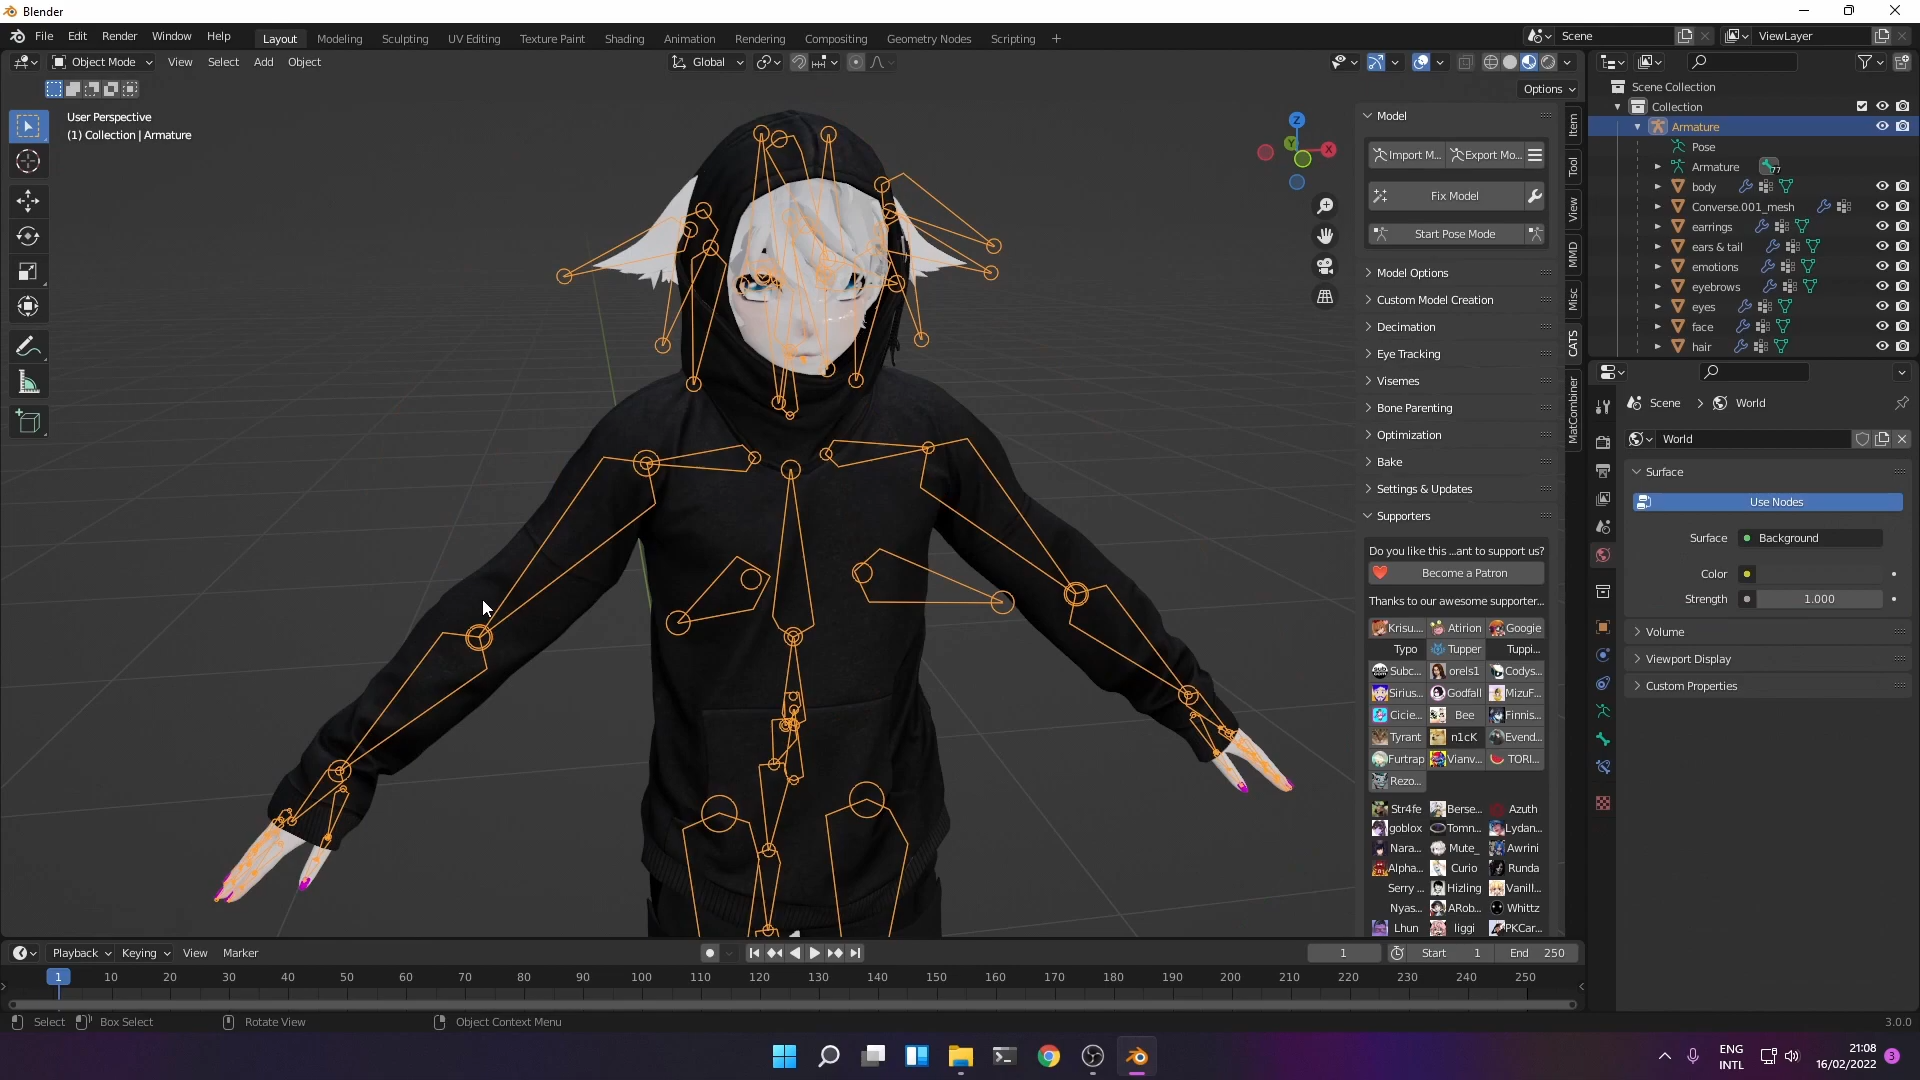 Blender
File Edit Render Window Help Layout Modeling Sculpting UV Editing Texture Paint Shading Animation Rendering Compositing Geometry Nodes Scripting + Scene ViewLayer
Object Mode View Select Add Object Global
Options
User Perspective
(1) Collection | Armature
Z
Y
X
Model
Import M... Export Mo...
Fix Model
Start Pose Mode
Model Options
Custom Model Creation
Decimation
Eye Tracking
Visemes
Bone Parenting
Optimization
Bake
Settings & Updates
Supporters
Do you like this ...ant to support us?
Become a Patron
Thanks to our awesome supporter...
Krisu.... Atirion Googie
Typo Tupper Tuppi...
Subc... orels1 Codys...
Sirius... Godfall MizuF...
Cicie... Bee Finnis...
Tyrant n1cK Evend...
Furtrap Vianv... TORI...
Rezo...
Str4fe Berse... Azuth
goblox Tomn... Lydan...
Nara... Mute_ Awrini
Alpha... Curio Runda
Serry ... Hizling Vanill...
Nyas... ARob... Whittz
Lhun liggi PKCar...
Item
Tool
View
MMD
Misc
CATS
MatCombiner
Scene Collection
Collection
Armature
Pose
Armature 77
body
Converse.001_mesh
earrings
ears & tail
emotions
eyebrows
eyes
face
hair
Scene World
World
Surface
Use Nodes
Surface Background
Color
Strength 1.000
Volume
Viewport Display
Custom Properties
Playback Keying View Marker 1 Start 1 End 250
1 10 20 30 40 50 60 70 80 90 100 110 120 130 140 150 160 170 180 190 200 210 220 230 240 250
Select Box Select Rotate View Object Context Menu 3.0.0
ENG
INTL
21:08
16/02/2022
3